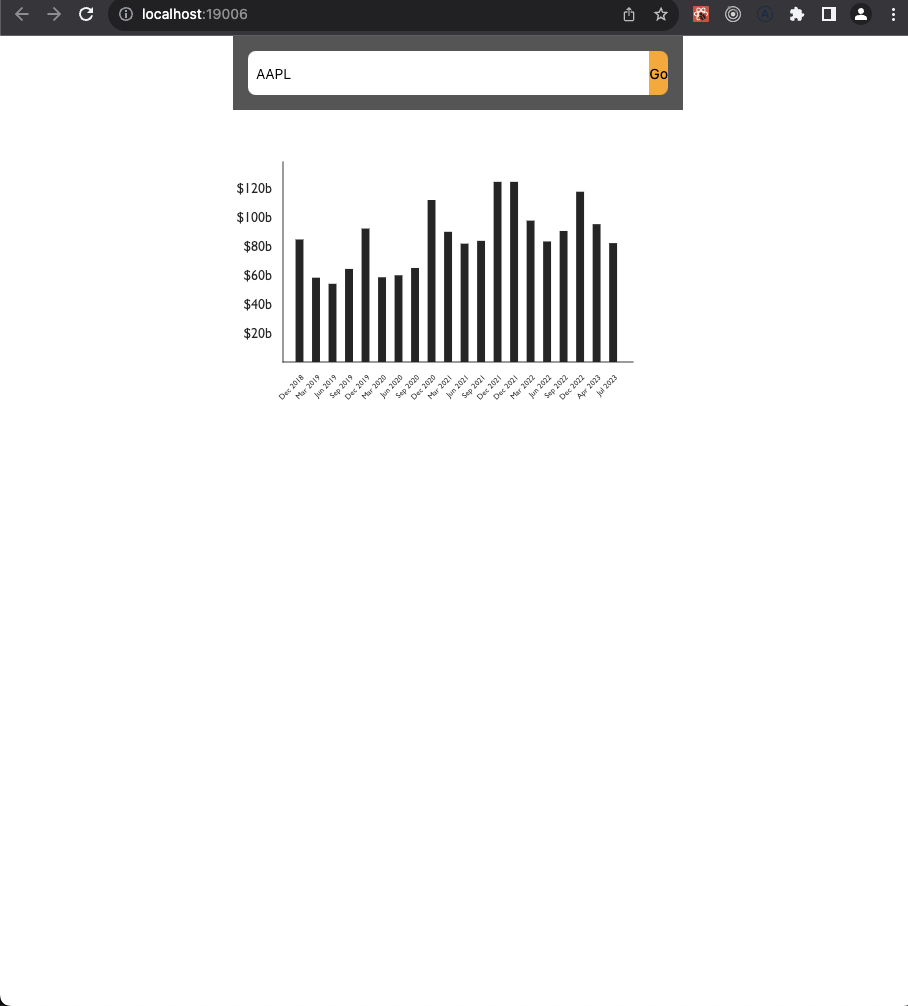 localhost:19006
AAPL
Go
$120b
$100b
$80b
$60b
$40b
$20b
Dec 2018
Mar 2019
Jun 2019
Sep 2019
Dec 2019
Mar 2020
Jun 2020
Sep 2020
Dec 2020
Mar 2021
Jun 2021
Sep 2021
Dec 2021
Dec 2021
Mar 2022
Jun 2022
Sep 2022
Dec 2022
Apr 2023
Jul 2023